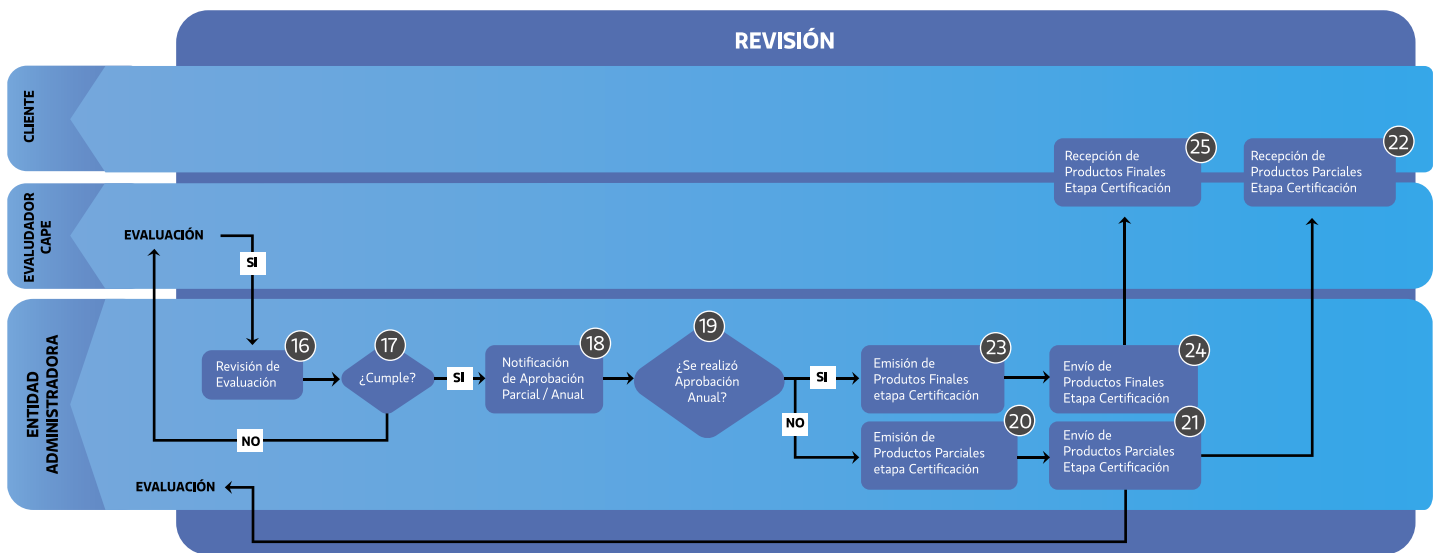 REVISIÓN
CLIENTE
25
Recepción de
Productos Finales
Etapa Certificación
22
Recepción de
Productos Parciales
Etapa Certificación
EVALUDADOR
CAPE
EVALUACIÓN
SI
ENTIDAD
ADMINISTRADORA
16
Revisión de
Evaluación
17
¿Cumple?
SI
NO
18
Notificación
de Aprobación
Parcial / Anual
19
¿Se realizó
Aprobación
Anual?
SI
NO
23
Emisión de
Produtos Finales
etapa Certificación
24
Envío de
Productos Finales
Etapa Certificación
20
Emisión de
Productos Parciales
etapa Certificación
21
Envío de
Productos Parciales
Etapa Certificación
EVALUACIÓN